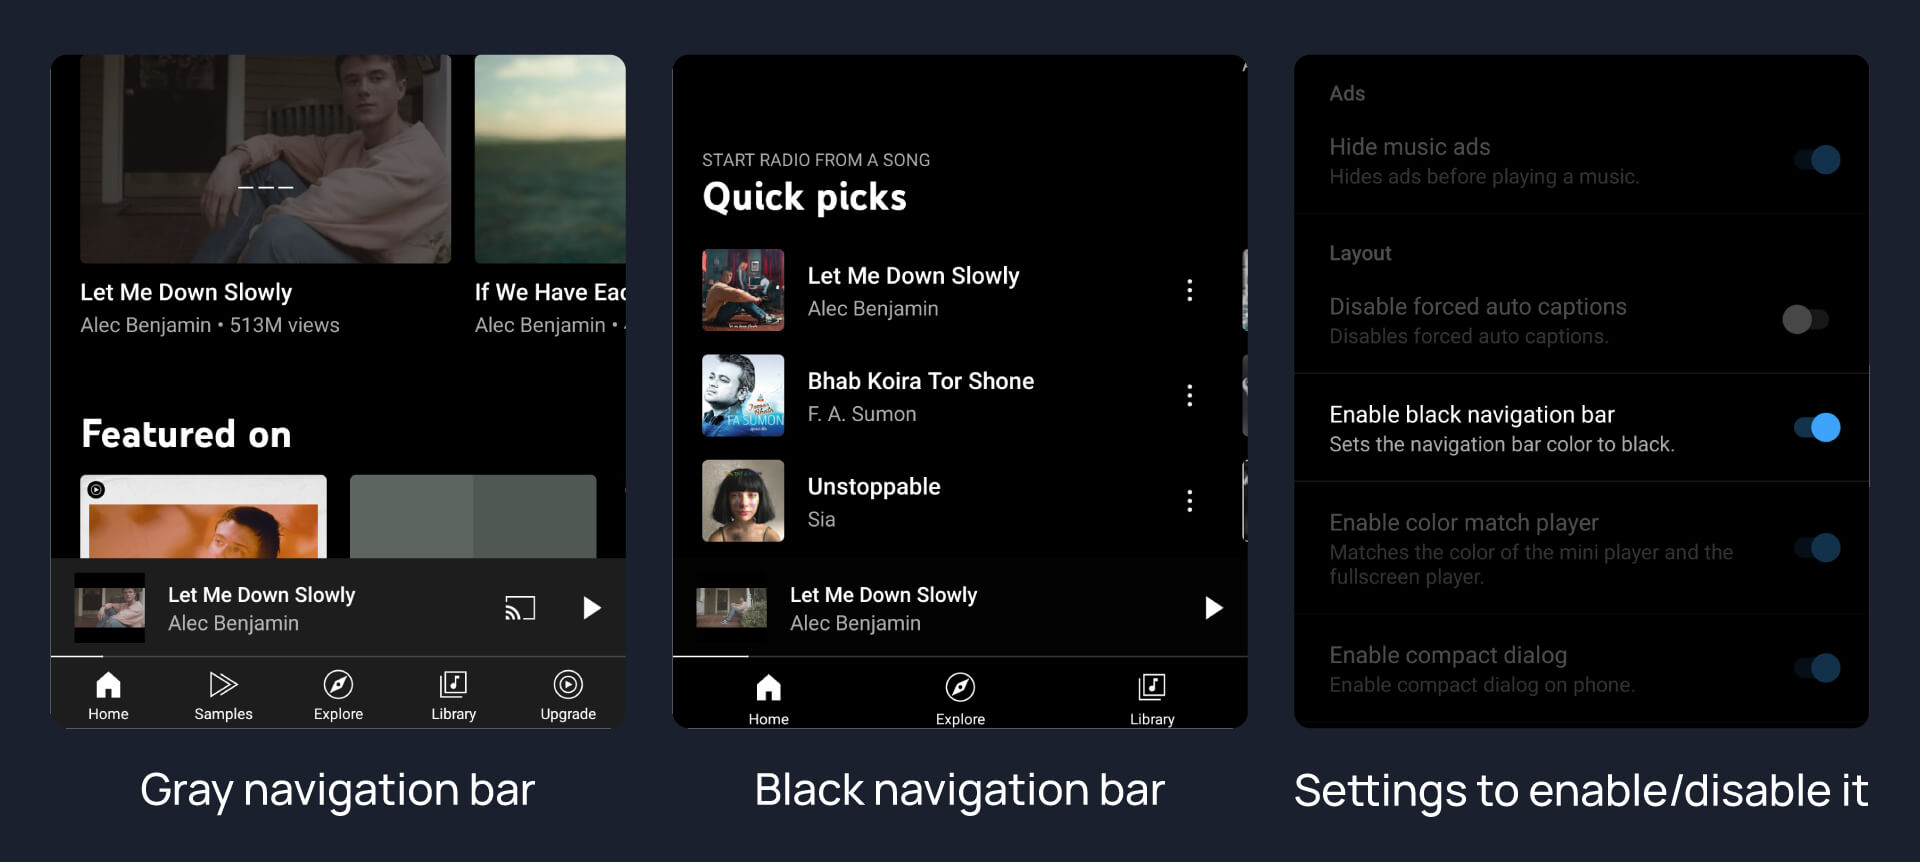 Let Me Down Slowly
Alec Benjamin • 513M views
If We Have Eac
Alec Benjamin •
Featured on
Let Me Down Slowly
Alec Benjamin
Home
Samples
Explore
Library
Upgrade
Gray navigation bar
START RADIO FROM A SONG
Quick picks
Let Me Down Slowly
Alec Benjamin
Bhab Koira Tor Shone
F. A. Sumon
FA SUMON
Unstoppable
Sia
Let Me Down Slowly
Alec Benjamin
Home
Explore
Library
Black navigation bar
Ads
Hide music ads
Hides ads before playing a music.
Layout
Disable forced auto captions
Disables forced auto captions.
Enable black navigation bar
Sets the navigation bar color to black.
Enable color match player
Matches the color of the mini player and the
fullscreen player.
Enable compact dialog
Enable compact dialog on phone.
Settings to enable/disable it